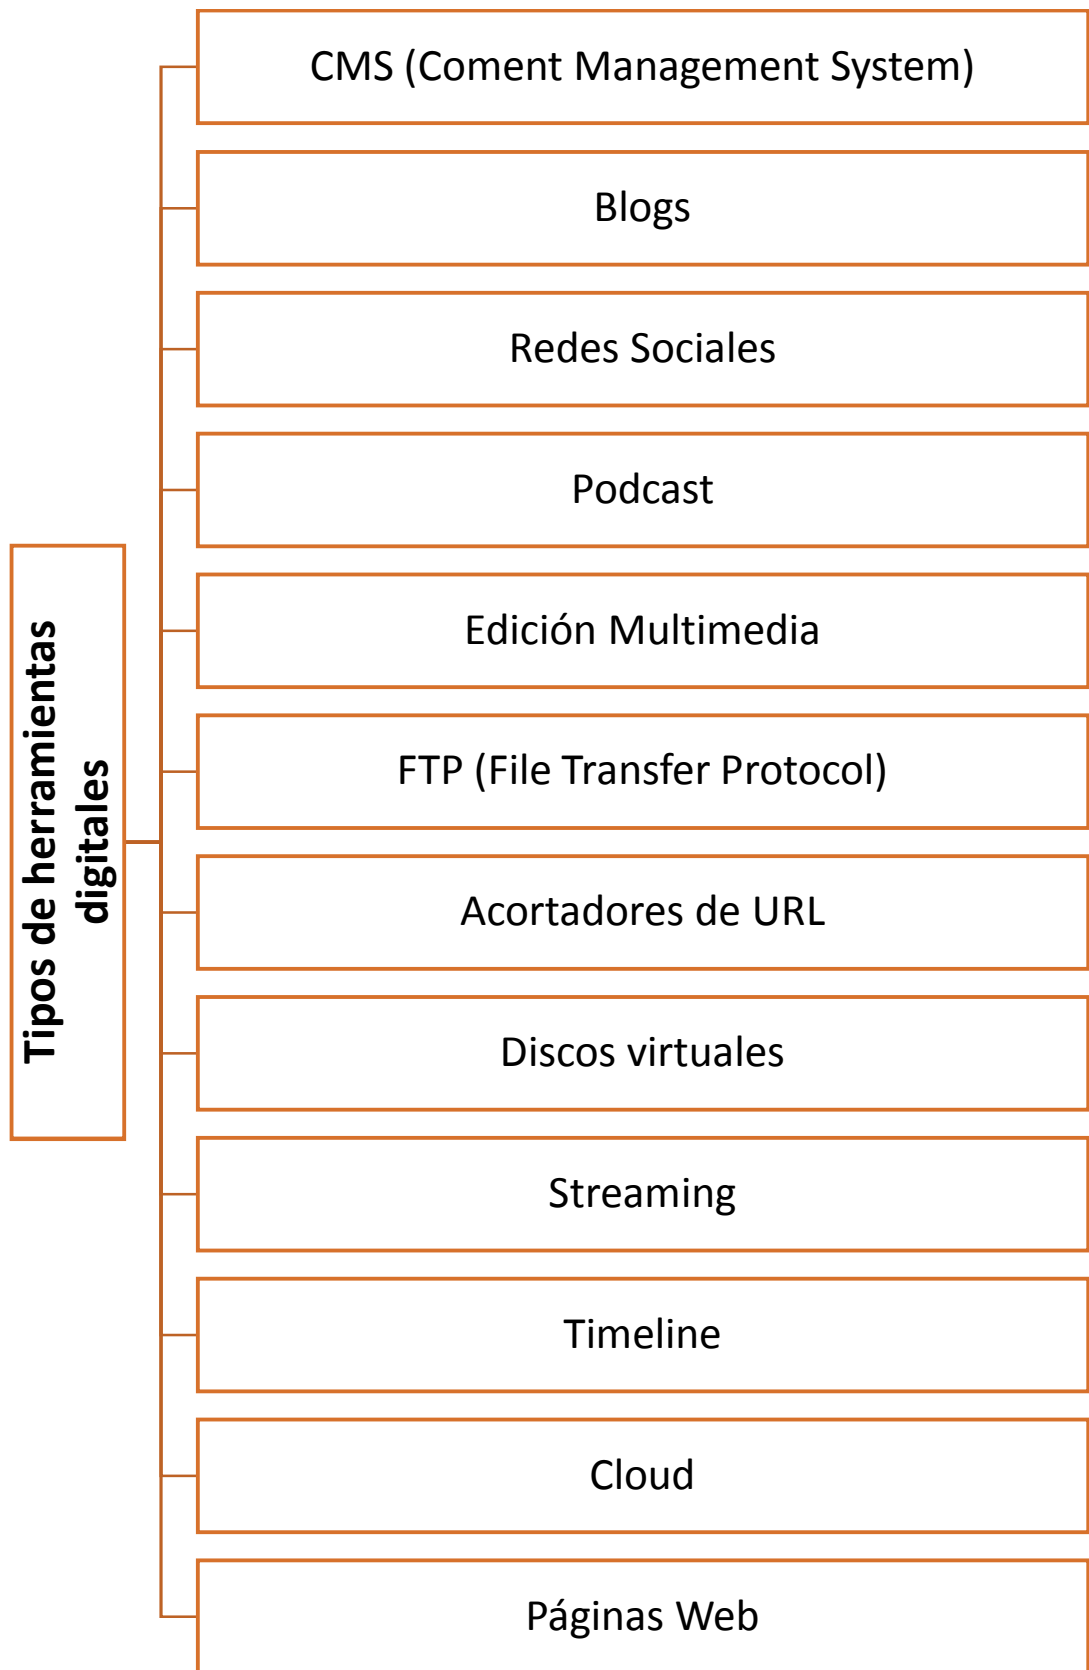 Tipos de herramientas
digitales
CMS (Coment Management System)
Blogs
Redes Sociales
Podcast
Edición Multimedia
FTP (File Transfer Protocol)
Acortadores de URL
Discos virtuales
Streaming
Timeline
Cloud
Páginas Web